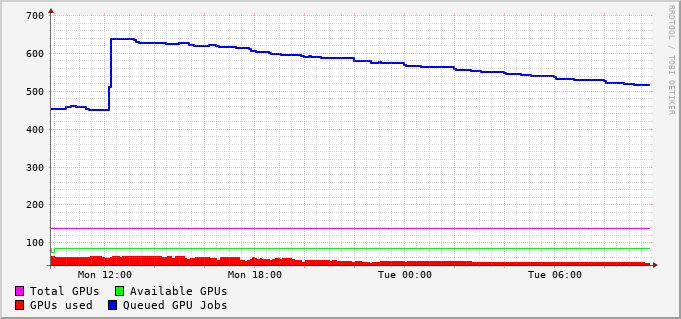 700
600
500
400
300
200
100
Mon 12:00 Mon 18:00 Tue 00:00 Tue 06:00
Total GPUs Available GPUs
GPUs used Queued GPU Jobs
RRDTOOL / TOBI OETIKER